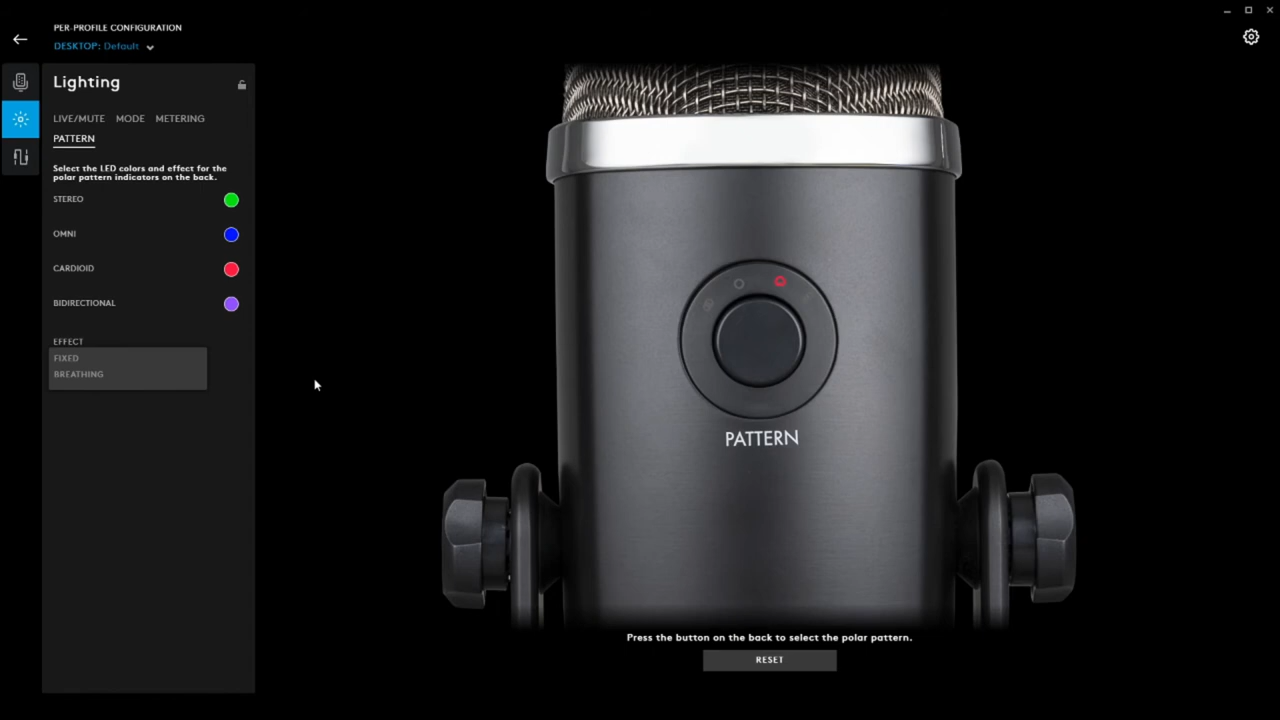 PER-PROFILE CONFIGURATION
DESKTOP: Default
Lighting
LIVE/MUTE MODE METERING
PATTERN
Select the LED colors and effect for the
polar pattern indicators on the back.
STEREO
OMNI
CARDIOID
BIDIRECTIONAL
EFFECT
FIXED
BREATHING
PATTERN
Press the button on the back to select the polar pattern.
RESET